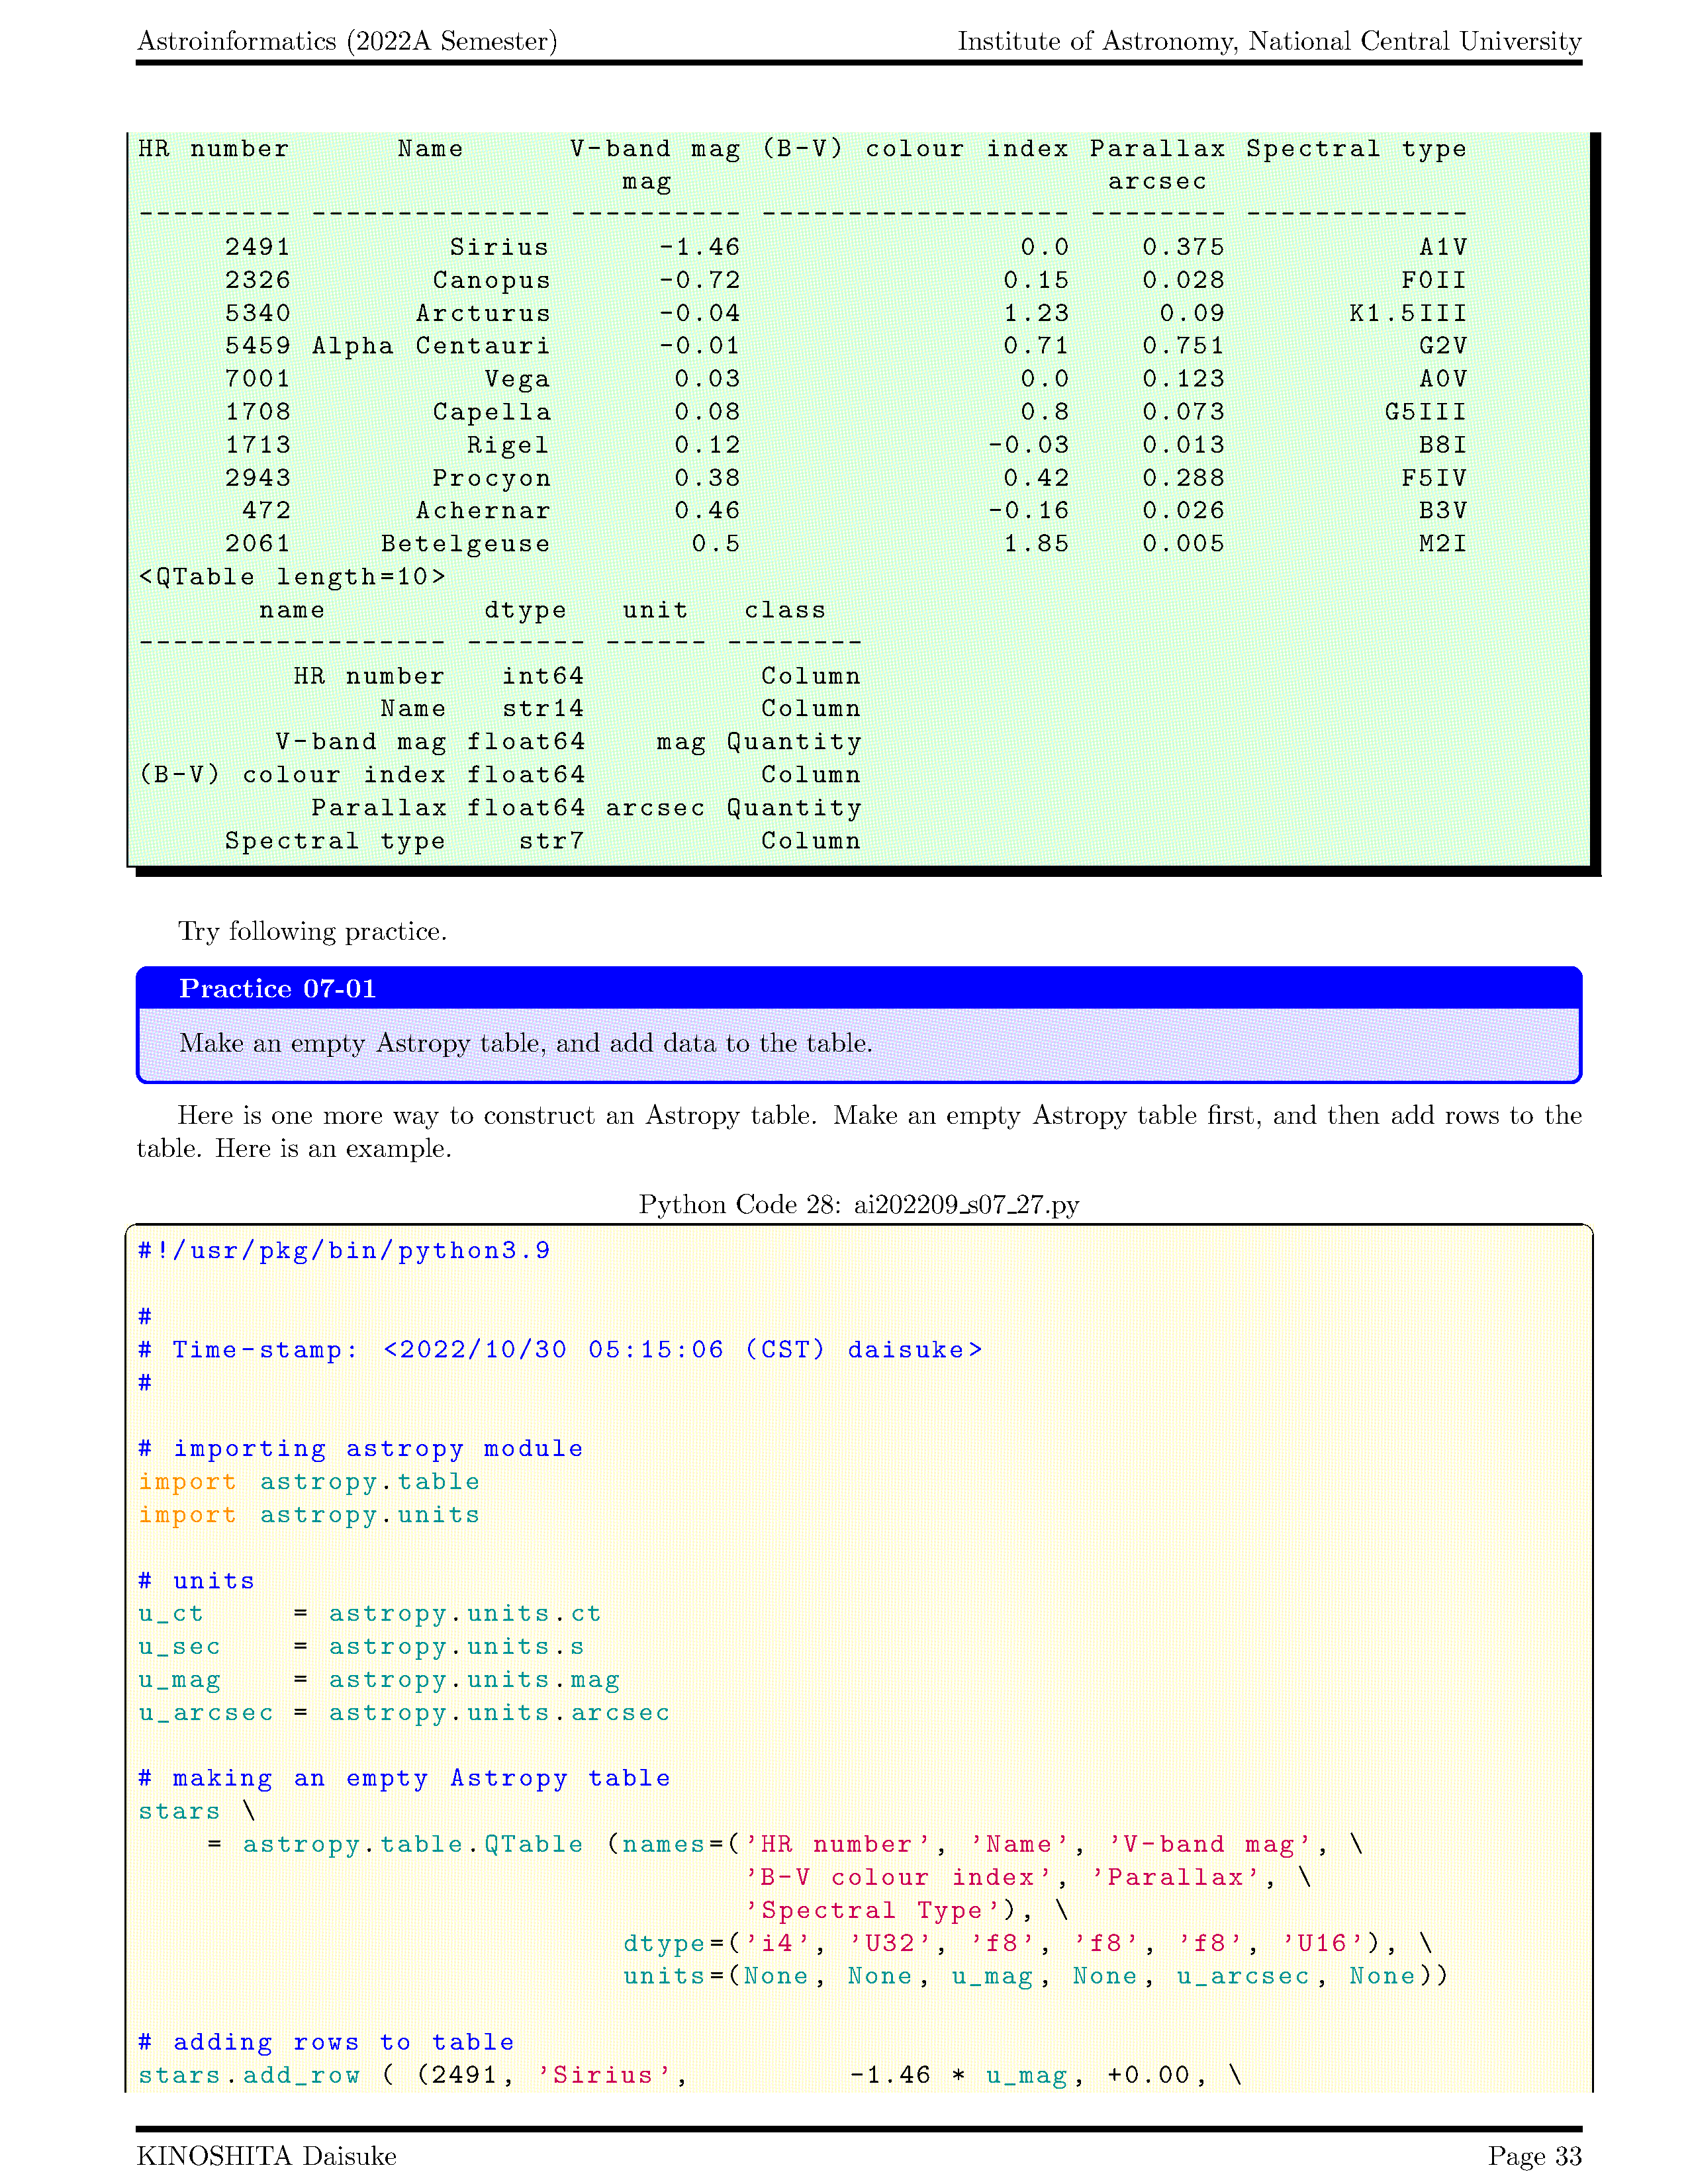 Astroinformatics (2022A Semester) Institute of Astronomy, National Central University
HR number      Name      V-band mag (B-V) colour index Parallax Spectral type
                            mag                         arcsec
--------- -------------- ---------- ------------------ -------- -------------
     2491         Sirius      -1.46                0.0    0.375           A1V
     2326        Canopus      -0.72               0.15    0.028          F0II
     5340       Arcturus      -0.04               1.23     0.09       K1.5III
     5459 Alpha Centauri      -0.01               0.71    0.751           G2V
     7001           Vega       0.03                0.0    0.123           A0V
     1708        Capella       0.08                0.8    0.073         G5III
     1713          Rigel       0.12              -0.03    0.013           B8I
     2943        Procyon       0.38               0.42    0.288          F5IV
      472       Achernar       0.46              -0.16    0.026           B3V
     2061     Betelgeuse        0.5               1.85    0.005           M2I
<QTable length=10>
       name         dtype   unit   class
------------------ ------- ------ --------
         HR number   int64          Column
              Name   str14          Column
        V-band mag float64    mag Quantity
(B-V) colour index float64          Column
          Parallax float64 arcsec Quantity
     Spectral type    str7          Column
Try following practice.
Practice 07-01
Make an empty Astropy table, and add data to the table.
Here is one more way to construct an Astropy table. Make an empty Astropy table first, and then add rows to the
table. Here is an example.
Python Code 28: ai202209_s07_27.py
#!/usr/pkg/bin/python3.9
#
# Time-stamp: <2022/10/30 05:15:06 (CST) daisuke>
#
# importing astropy module
import astropy.table
import astropy.units
# units
u_ct     = astropy.units.ct
u_sec    = astropy.units.s
u_mag    = astropy.units.mag
u_arcsec = astropy.units.arcsec
# making an empty Astropy table
stars \
    = astropy.table.QTable (names=('HR number', 'Name', 'V-band mag', \
                                   'B-V colour index', 'Parallax', \
                                   'Spectral Type'), \
                            dtype=('i4', 'U32', 'f8', 'f8', 'f8', 'U16'), \
                            units=(None, None, u_mag, None, u_arcsec, None))
# adding rows to table
stars.add_row ( (2491, 'Sirius',         -1.46 * u_mag, +0.00, \
KINOSHITA Daisuke Page 33